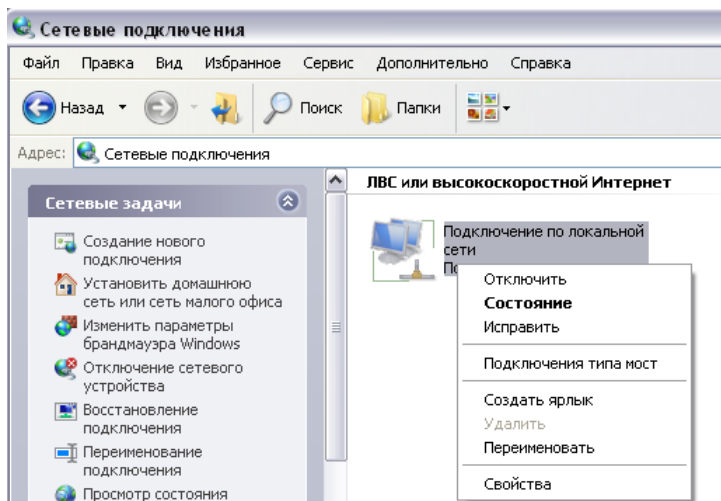 Сетевые подключения
Файл Правка Вид Избранное Сервис Дополнительно Справка
Назад Поиск Папки
Адрес: Сетевые подключения
Сетевые задачи
Создание нового
подключения
Установить домашнюю
сеть или сеть малого офиса
Изменить параметры
брандмауэра Windows
Отключение сетевого
устройства
Восстановление
подключения
Переименование
подключения
Просмотр состояния
ЛВС или высокоскоростной Интернет
Подключение по локальной
сети
Отключить
Состояние
Исправить
Подключения типа мост
Создать ярлык
Удалить
Переименовать
Свойства